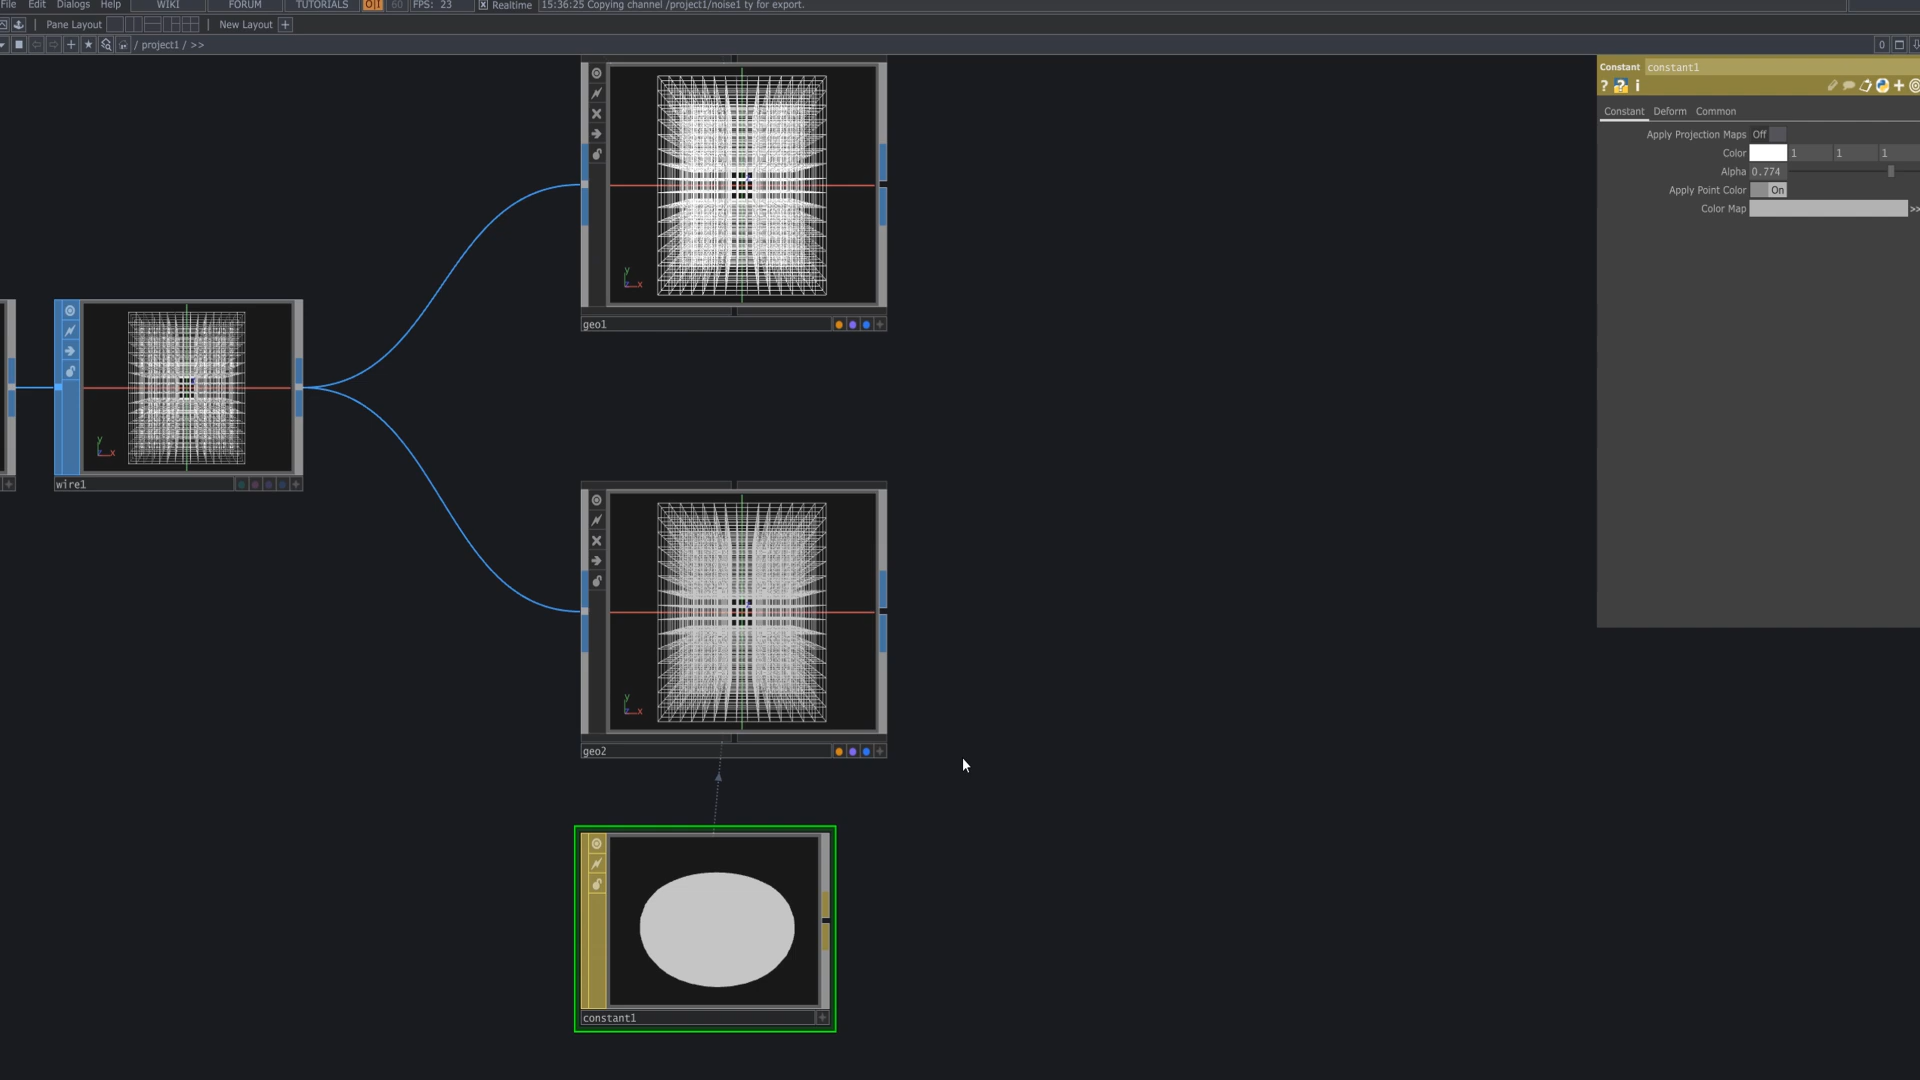 File Edit Dialogs Help WIKI FORUM TUTORIALS O|I 60 FPS: 23 Realtime 15:36:25 Copying channel /project1/noise1 ty for export.
Pane Layout New Layout +
/ project1 / >> 0
Constant constant1
? ? i
Constant Deform Common
Apply Projection Maps Off
Color 1 1 1
Alpha 0.774
Apply Point Color On
Color Map >>
y
x
geo1
y
x
wire1
y
x
geo2
constant1